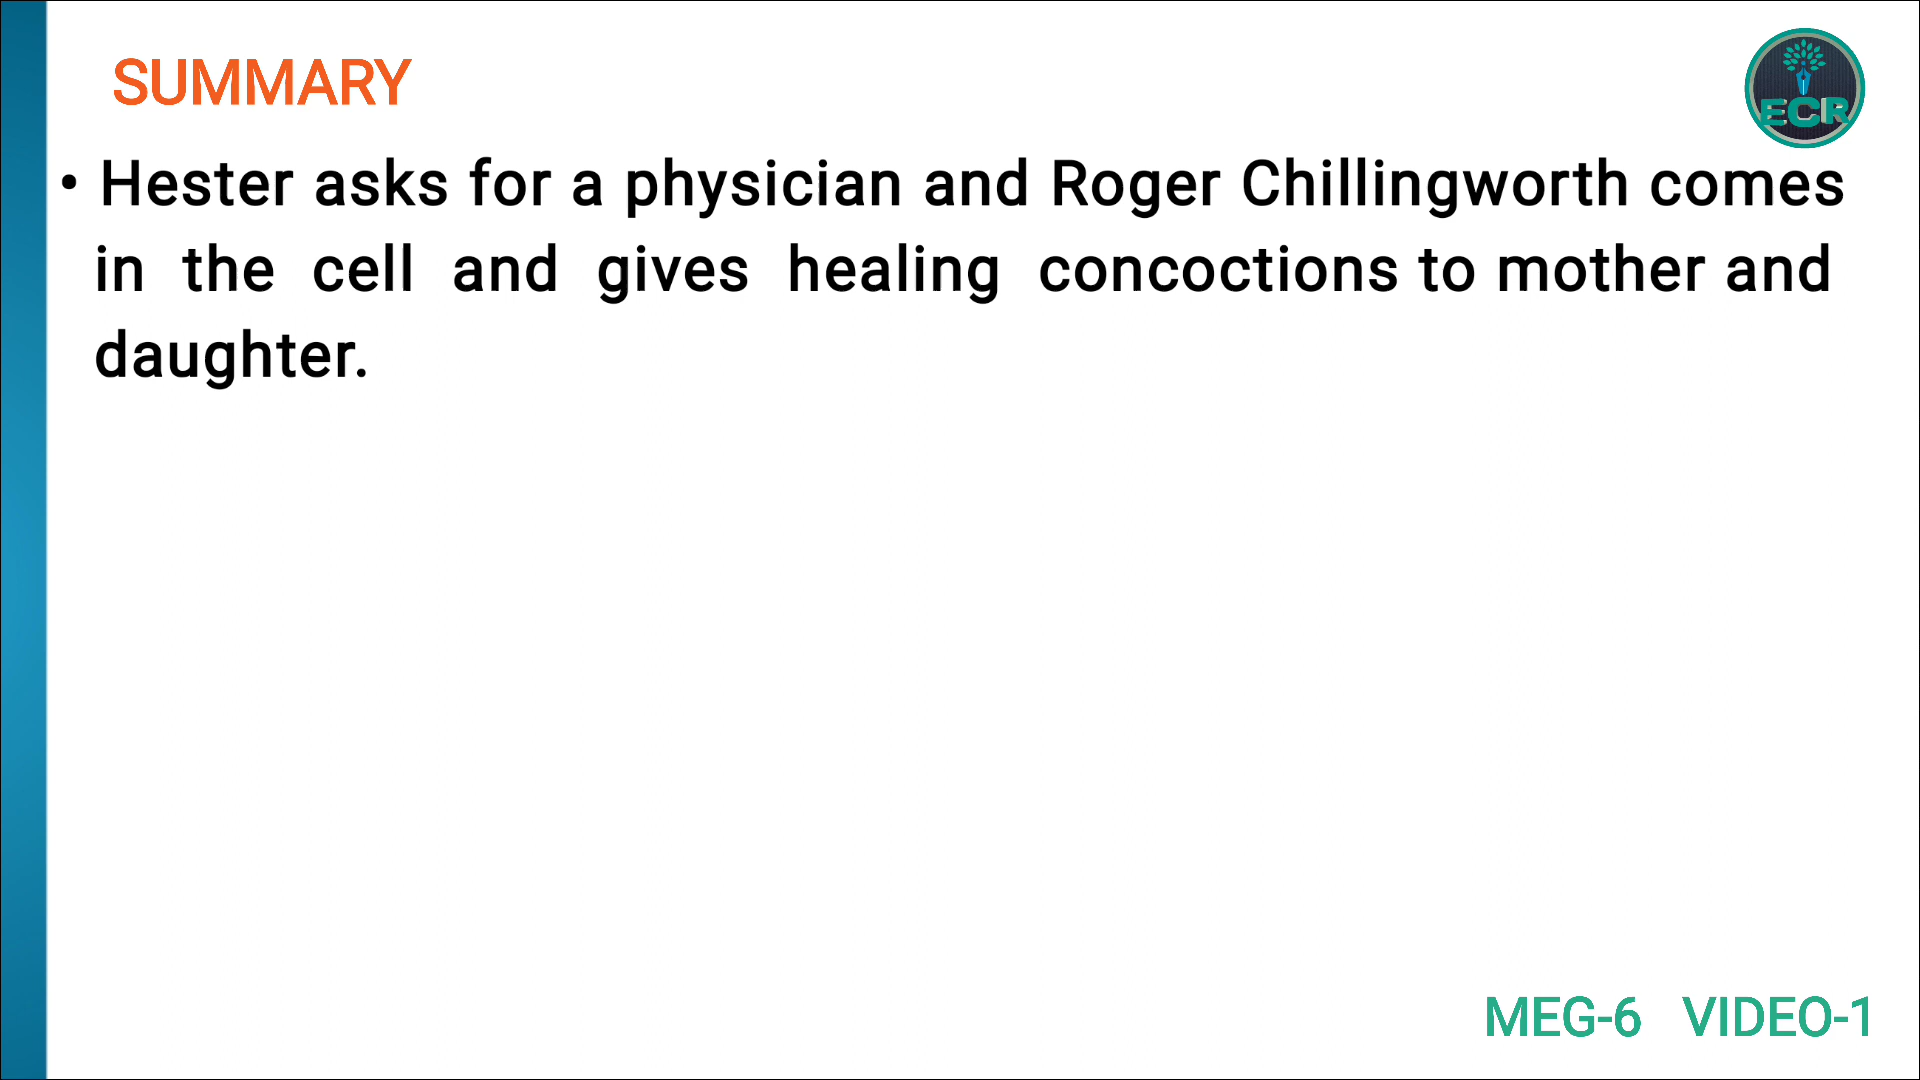 SUMMARY
ECR
• Hester asks for a physician and Roger Chillingworth comes
in the cell and gives healing concoctions to mother and
daughter.
MEG-6 VIDEO-1